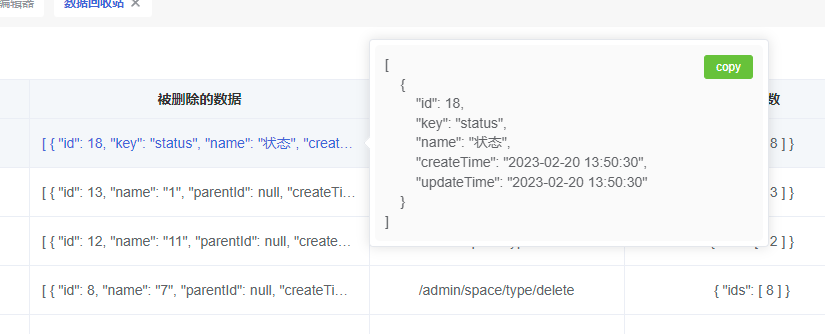 编辑器
数据回收站 ✕
被删除的数据
数
[ { "id": 18, "key": "status", "name": "状态", "creat…
8 ] }
[ { "id": 13, "name": "1", "parentId": null, "createTi…
3 ] }
[ { "id": 12, "name": "11", "parentId": null, "create…
2 ] }
[ { "id": 8, "name": "7", "parentId": null, "createTi…
/admin/space/type/delete
{ "ids": [ 8 ] }
copy
[
{
"id": 18,
"key": "status",
"name": "状态",
"createTime": "2023-02-20 13:50:30",
"updateTime": "2023-02-20 13:50:30"
}
]